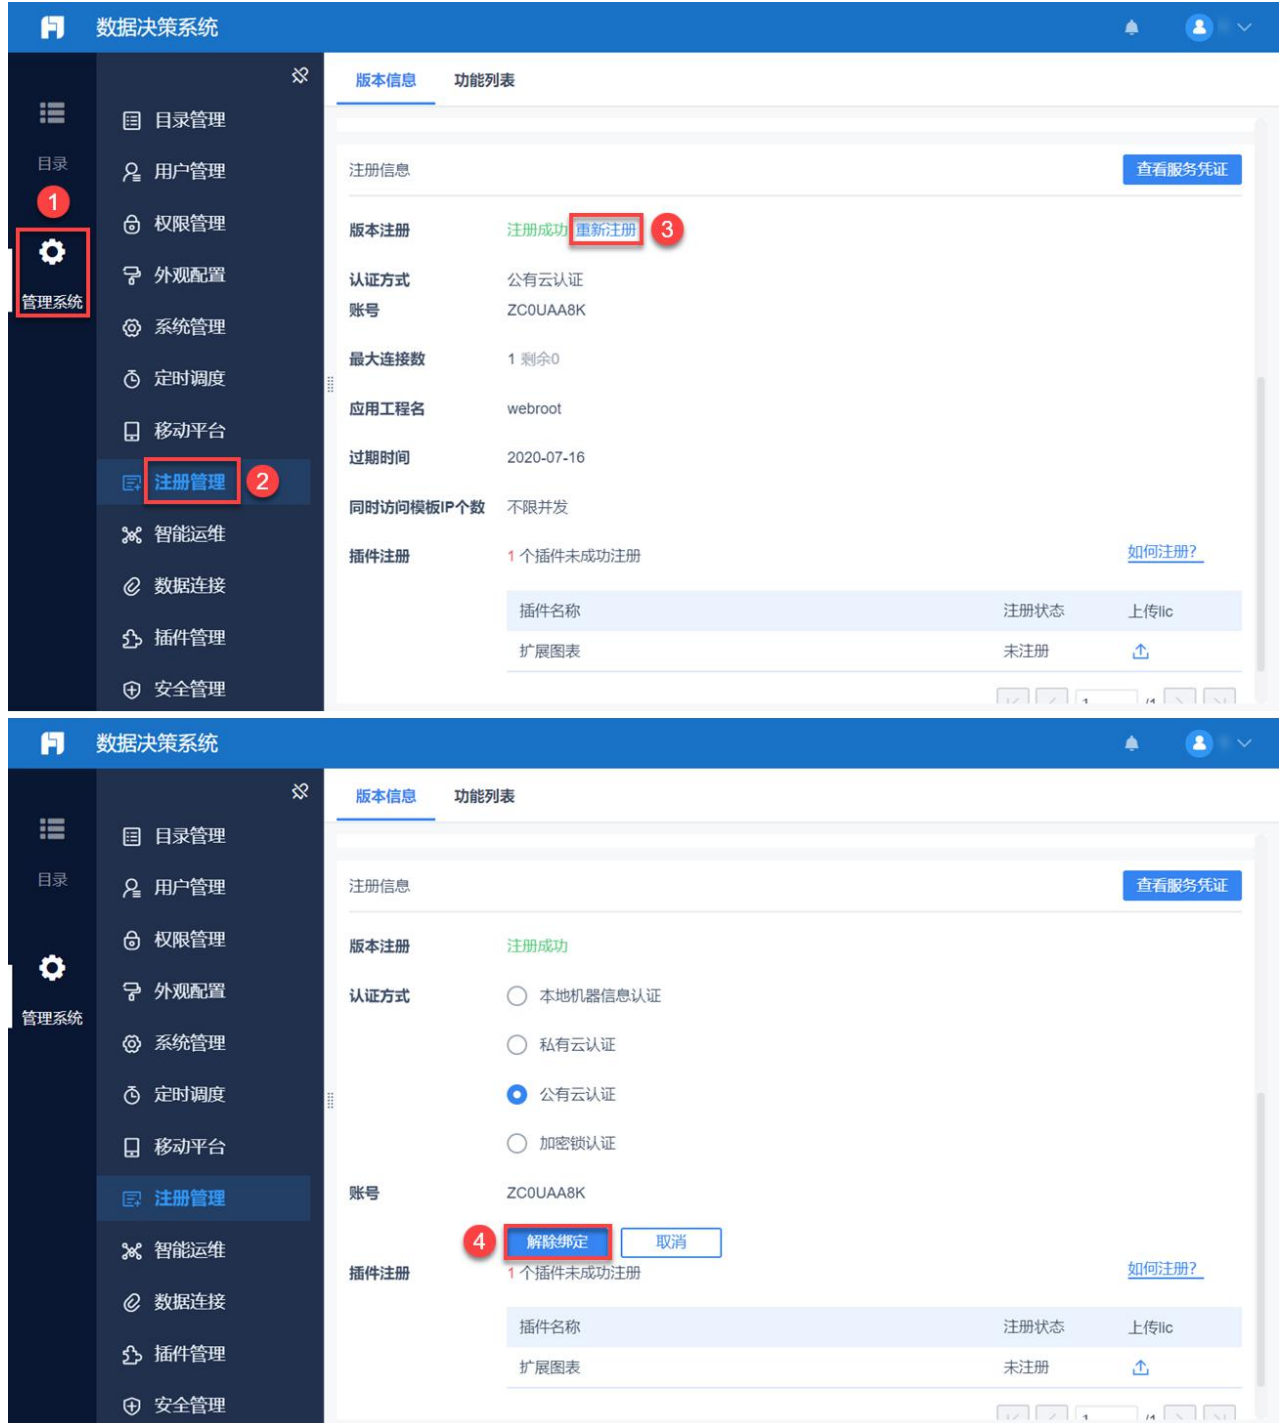 数据决策系统
版本信息 功能列表
目录
1
管理系统
目录管理
用户管理
权限管理
外观配置
系统管理
定时调度
移动平台
注册管理 2
智能运维
数据连接
插件管理
安全管理
注册信息 查看服务凭证
版本注册 注册成功 重新注册 3
认证方式 公有云认证
账号 ZC0UAA8K
最大连接数 1 剩余0
应用工程名 webroot
过期时间 2020-07-16
同时访问模板IP个数 不限并发
插件注册 1 个插件未成功注册 如何注册?
插件名称 注册状态 上传lic
扩展图表 未注册
1 /1
数据决策系统
版本信息 功能列表
目录
管理系统
目录管理
用户管理
权限管理
外观配置
系统管理
定时调度
移动平台
注册管理
智能运维
数据连接
插件管理
安全管理
注册信息 查看服务凭证
版本注册 注册成功
认证方式 本地机器信息认证
私有云认证
公有云认证
加密锁认证
账号 ZC0UAA8K
4 解除绑定 取消
插件注册 1 个插件未成功注册 如何注册?
插件名称 注册状态 上传lic
扩展图表 未注册
1 /1